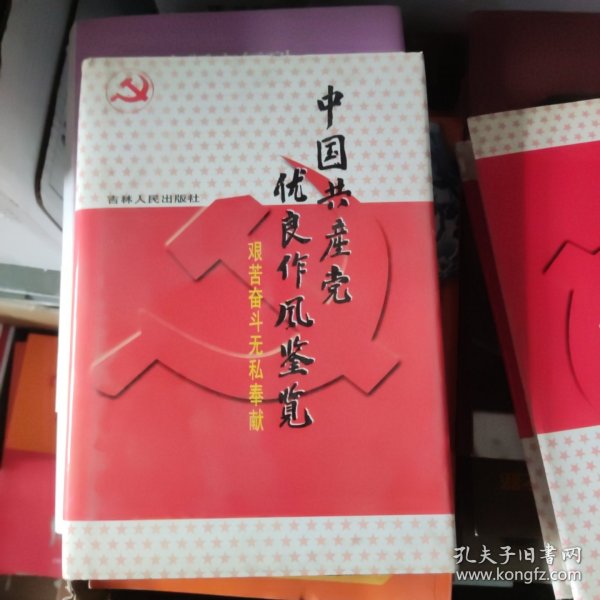 中国共產党
优良作风鉴览
艰苦奋斗无私奉献
吉林人民出版社
孔夫子旧书网
www.kongfz.com